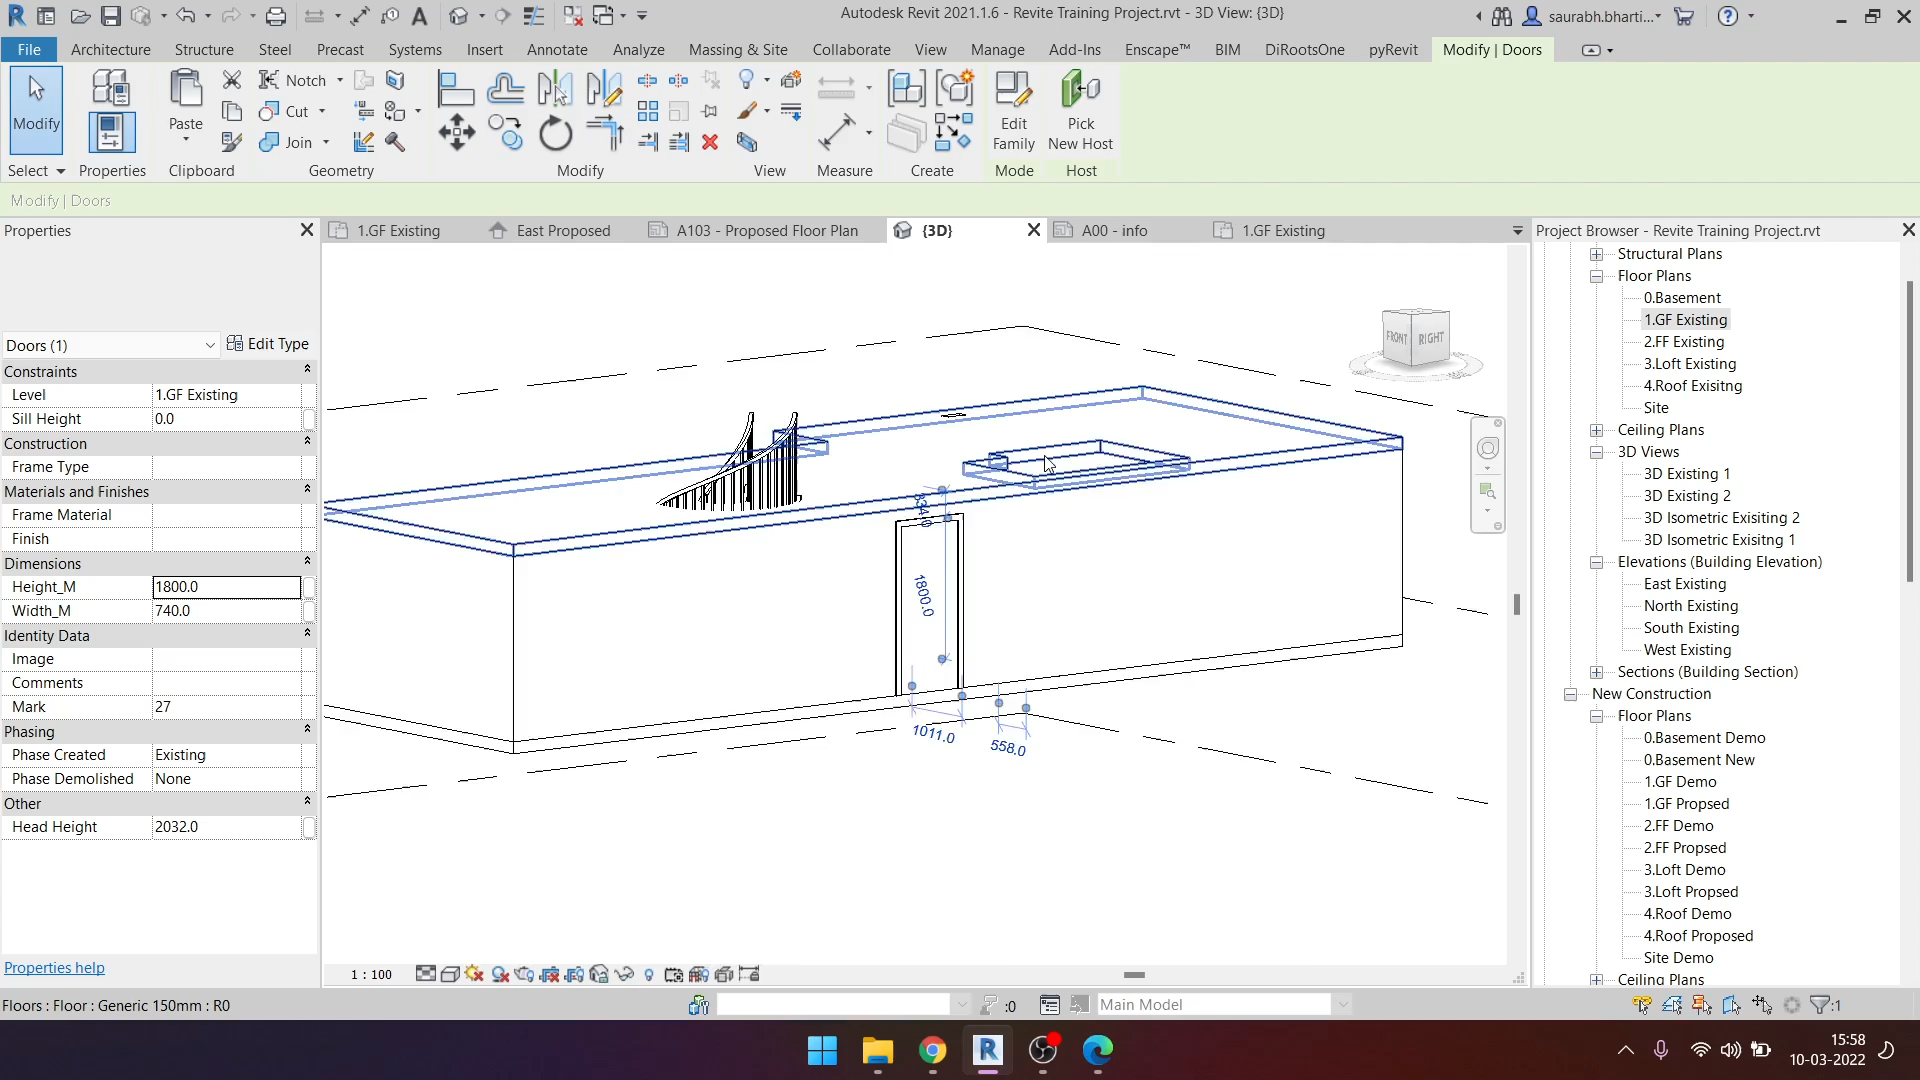 Autodesk Revit 2021.1.6 - Revite Training Project.rvt - 3D View: {3D}
saurabh.bharti...
File Architecture Structure Steel Precast Systems Insert Annotate Analyze Massing & Site Collaborate View Manage Add-Ins Enscape™ BIM DiRootsOne pyRevit Modify | Doors
Modify
Paste
Notch
Cut
Join
Edit Family
Pick New Host
Select Properties Clipboard Geometry Modify View Measure Create Mode Host
Modify | Doors
Properties
1.GF Existing East Proposed A103 - Proposed Floor Plan {3D} A00 - info 1.GF Existing
Project Browser - Revite Training Project.rvt
Doors (1) Edit Type
Constraints
Level 1.GF Existing
Sill Height 0.0
Construction
Frame Type
Materials and Finishes
Frame Material
Finish
Dimensions
Height_M 1800.0
Width_M 740.0
Identity Data
Image
Comments
Mark 27
Phasing
Phase Created Existing
Phase Demolished None
Other
Head Height 2032.0
Properties help
FRONT RIGHT
334.0
1800.0
1011.0
558.0
Structural Plans
Floor Plans
0.Basement
1.GF Existing
2.FF Existing
3.Loft Existing
4.Roof Exisitng
Site
Ceiling Plans
3D Views
3D Existing 1
3D Existing 2
3D Isometric Exisiting 2
3D Isometric Exisitng 1
Elevations (Building Elevation)
East Existing
North Existing
South Existing
West Existing
Sections (Building Section)
New Construction
Floor Plans
0.Basement Demo
0.Basement New
1.GF Demo
1.GF Propsed
2.FF Demo
2.FF Propsed
3.Loft Demo
3.Loft Propsed
4.Roof Demo
4.Roof Proposed
Site Demo
Ceiling Plans
1 : 100
Floors : Floor : Generic 150mm : R0
:0
Main Model
:1
15:58
10-03-2022